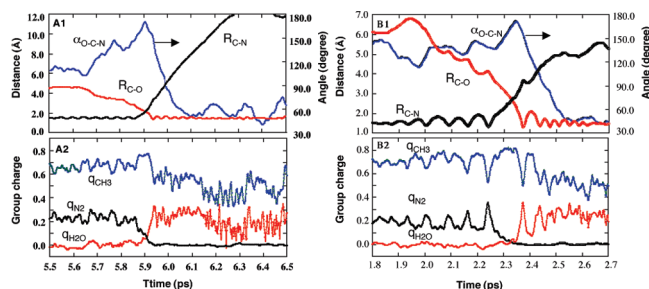 A1
α O-C-N
R C-N
R C-O
Distance (Å)
12.0
10.0
8.0
6.0
4.0
2.0
0.0
Angle (degree)
180.0
150.0
120.0
90.0
60.0
30.0
A2
q CH3
q N2
q H2O
Group charge
0.8
0.6
0.4
0.2
0.0
5.5 5.6 5.7 5.8 5.9 6.0 6.1 6.2 6.3 6.4 6.5
Ttime (ps)
B1
α O-C-N
R C-O
R C-N
Distance (Å)
7.0
6.0
5.0
4.0
3.0
2.0
1.0
Angle (degree)
180.0
150.0
120.0
90.0
60.0
30.0
B2
q CH3
q N2
q H2O
Group charge
0.8
0.6
0.4
0.2
0.0
1.8 1.9 2.0 2.1 2.2 2.3 2.4 2.5 2.6 2.7
Time (ps)